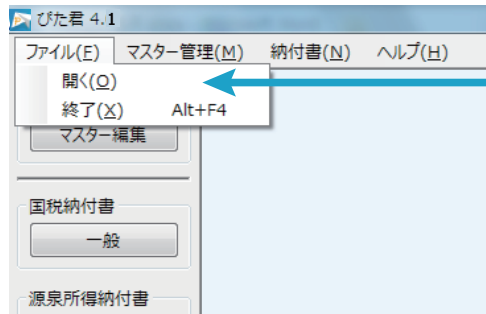 ぴた君 4.1
ファイル(F) マスター管理(M) 納付書(N) ヘルプ(H)
開く(O)
終了(X) Alt+F4
マスター編集
国税納付書
一般
源泉所得納付書